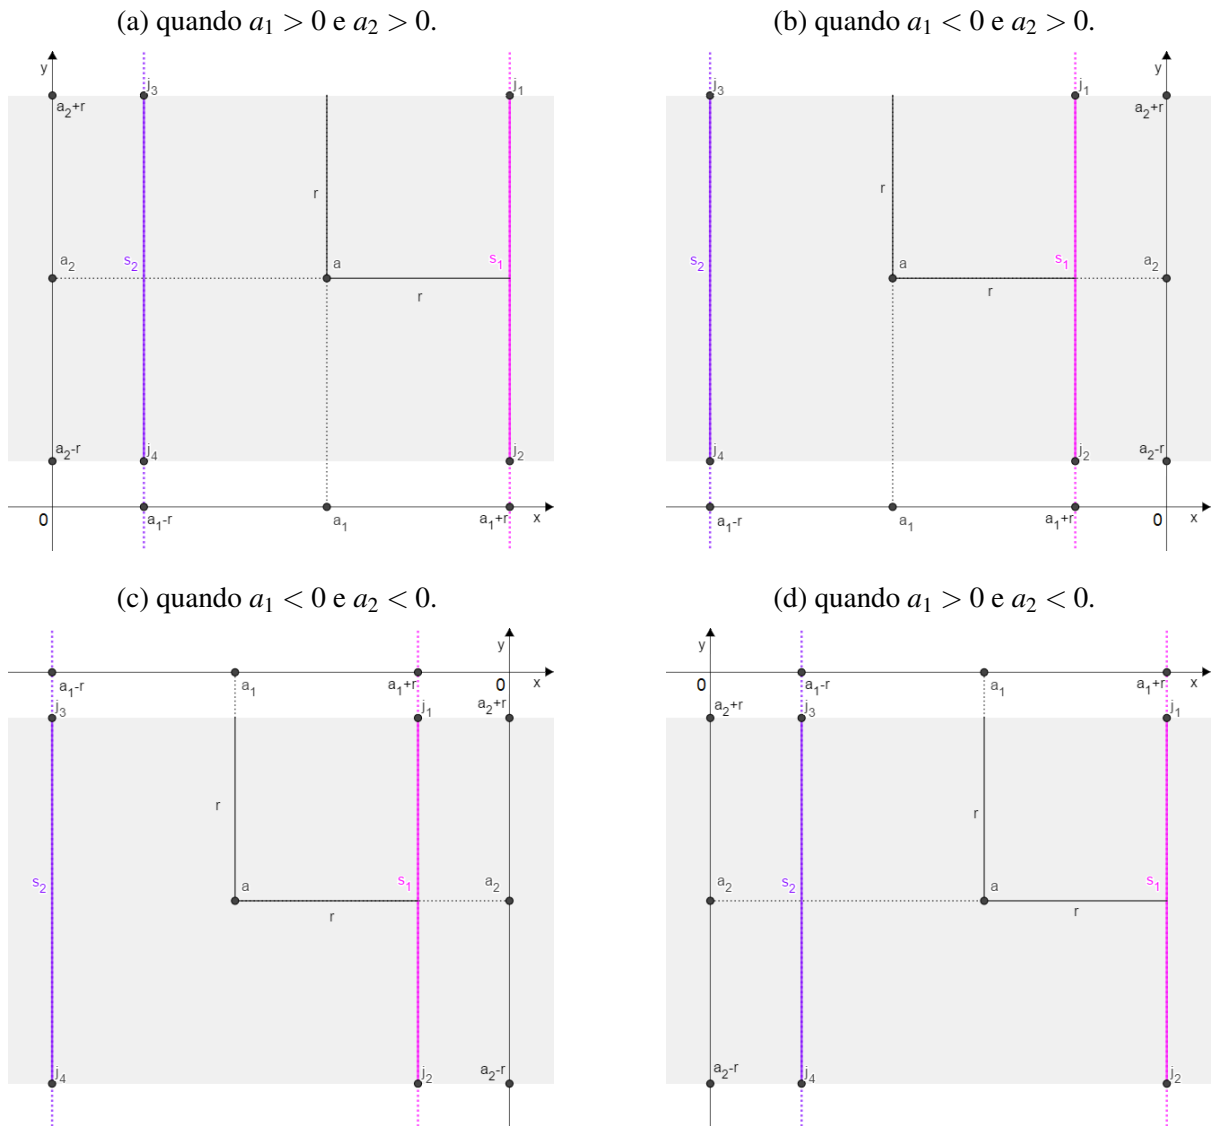 (a) quando a₁ > 0 e a₂ > 0.
y
j₃
j₁
a₂+r
r
a₂
s₂
a
s₁
r
a₂-r
j₄
j₂
0
a₁-r
a₁
a₁+r
x
(b) quando a₁ < 0 e a₂ > 0.
y
j₃
j₁
a₂+r
r
s₂
a
s₁
a₂
r
j₄
j₂
a₂-r
a₁-r
a₁
a₁+r
0
x
(c) quando a₁ < 0 e a₂ < 0.
y
a₁-r
a₁
a₁+r
0
x
j₃
j₁
a₂+r
r
s₂
a
s₁
a₂
r
j₄
j₂
a₂-r
(d) quando a₁ > 0 e a₂ < 0.
y
0
a₁-r
a₁
a₁+r
x
a₂+r
j₃
j₁
r
a₂
s₂
a
s₁
r
a₂-r
j₄
j₂